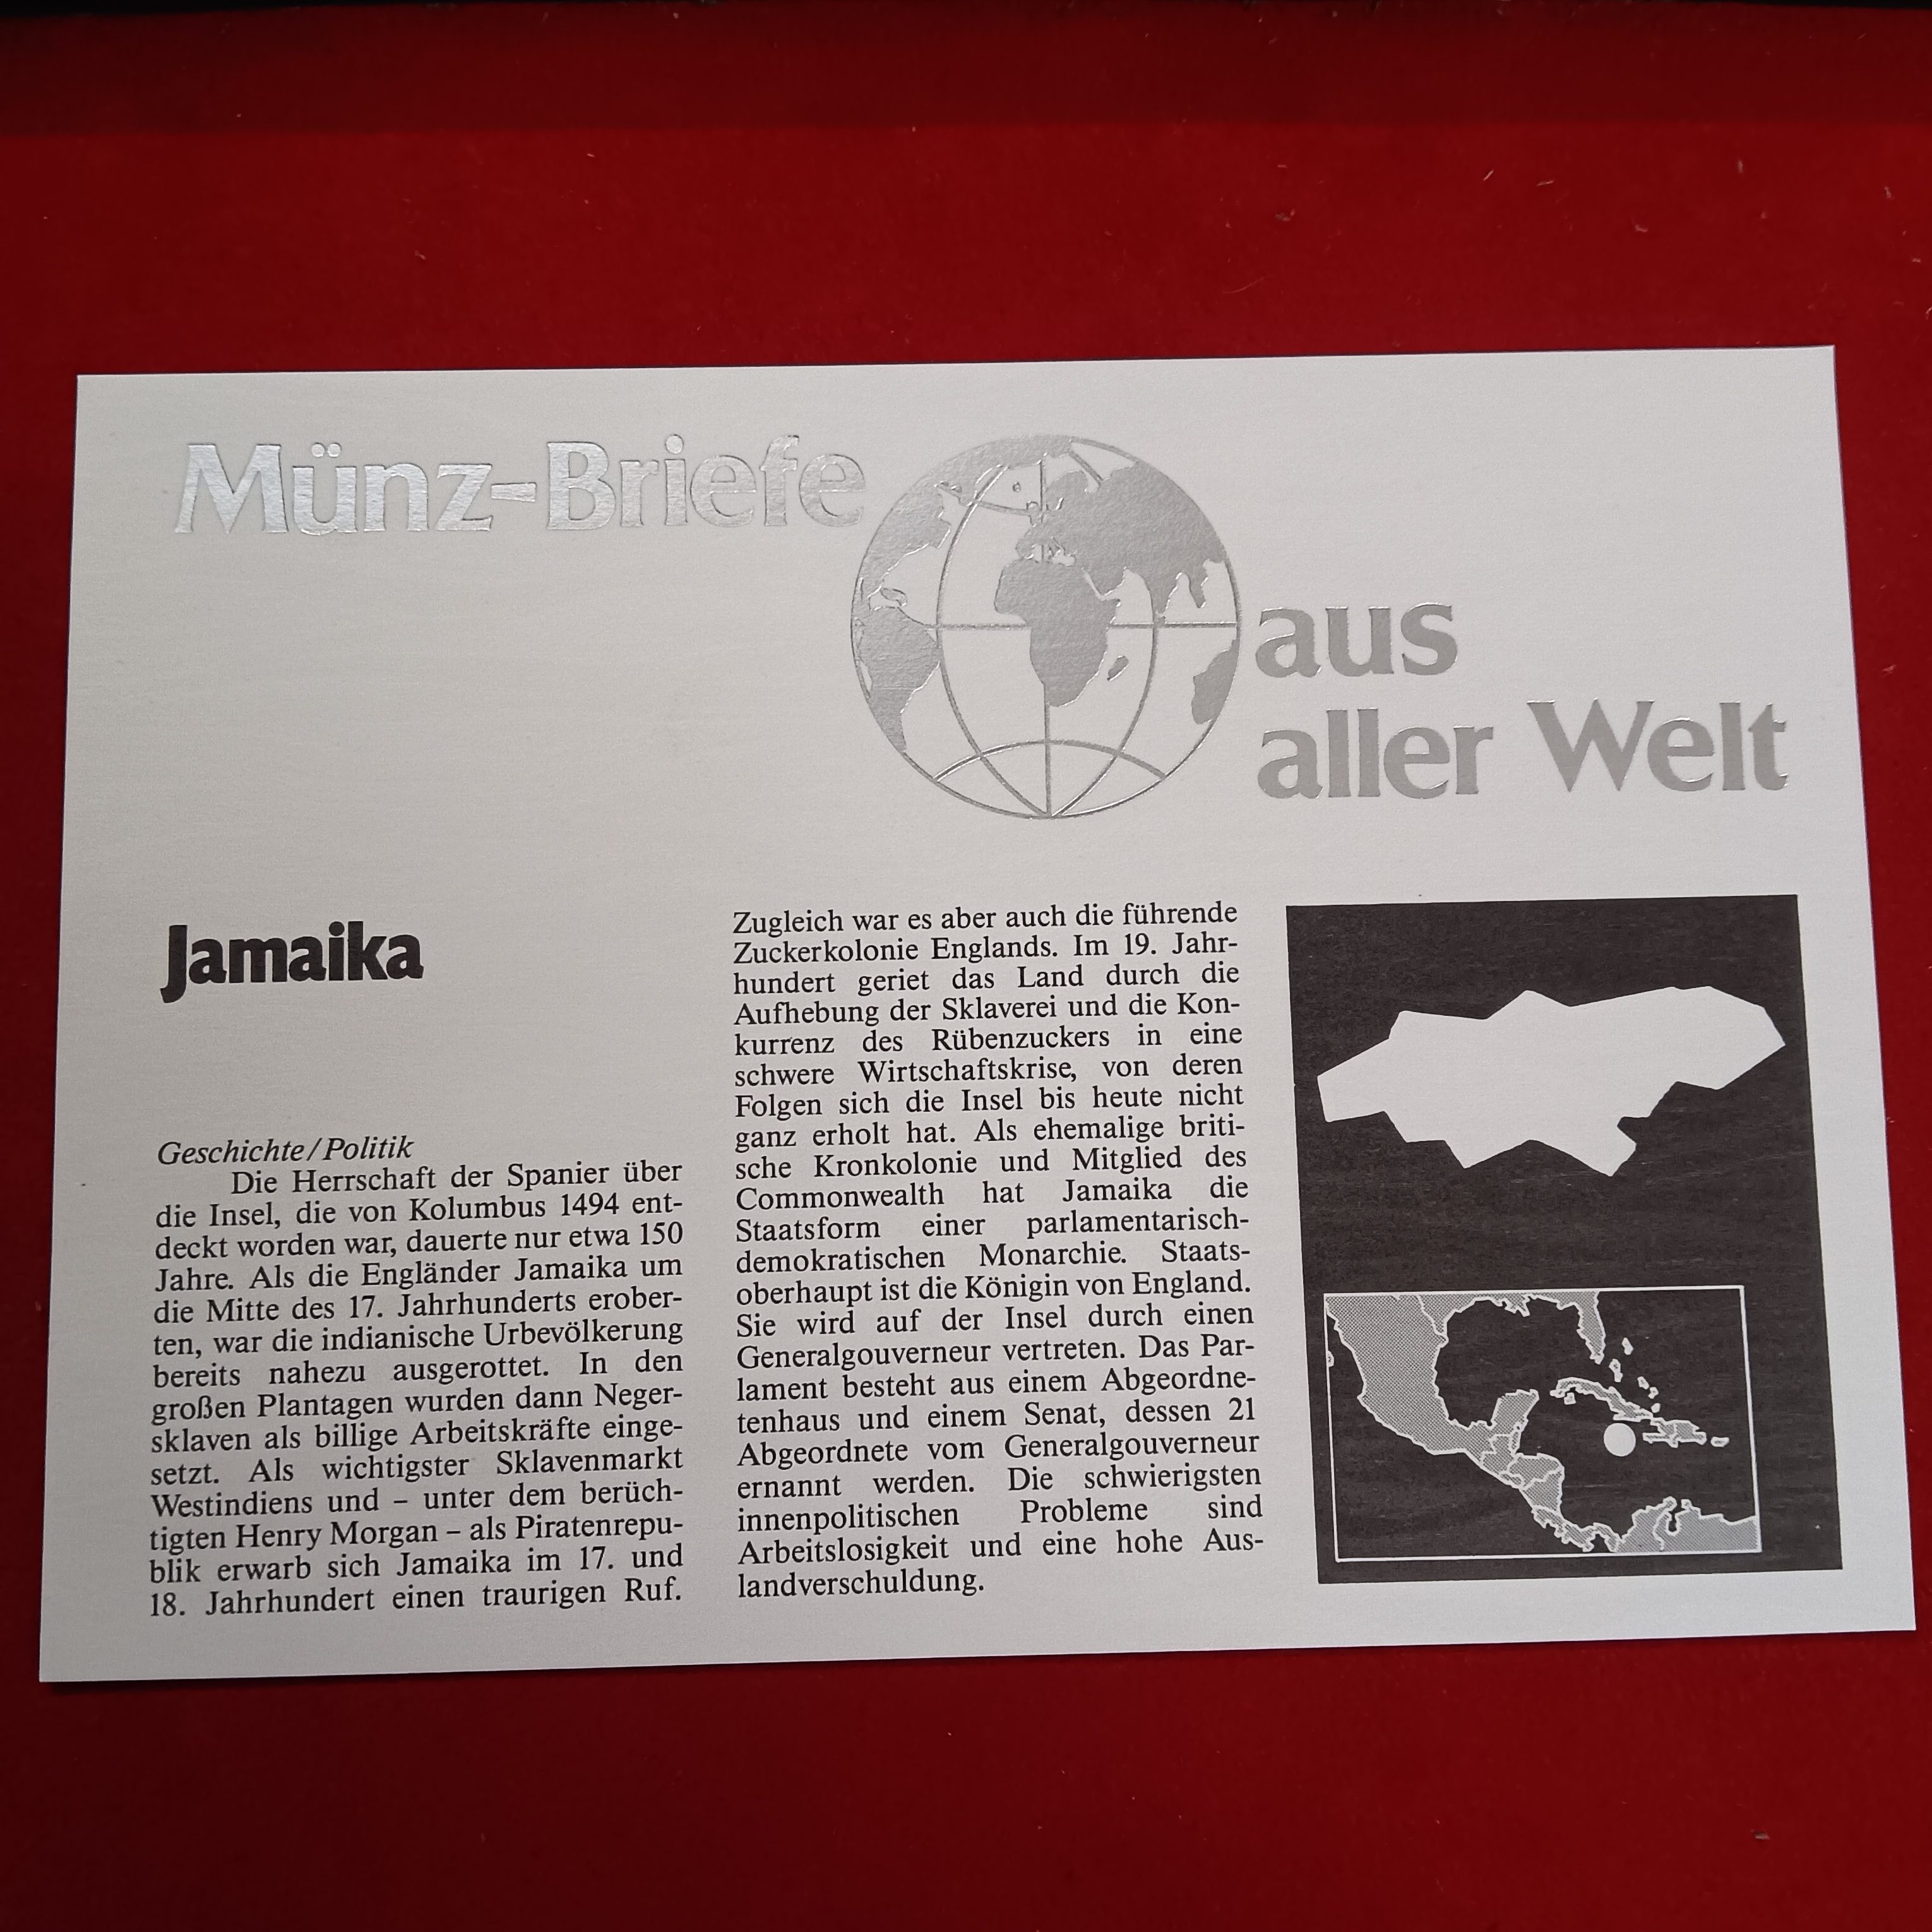 Münz-Briefe
aus
aller Welt
Jamaika
Geschichte/Politik
Die Herrschaft der Spanier über
die Insel, die von Kolumbus 1494 ent-
deckt worden war, dauerte nur etwa 150
Jahre. Als die Engländer Jamaika um
die Mitte des 17. Jahrhunderts erober-
ten, war die indianische Urbevölkerung
bereits nahezu ausgerottet. In den
großen Plantagen wurden dann Neger-
sklaven als billige Arbeitskräfte einge-
setzt. Als wichtigster Sklavenmarkt
Westindiens und – unter dem berüch-
tigten Henry Morgan – als Piratenrepu-
blik erwarb sich Jamaika im 17. und
18. Jahrhundert einen traurigen Ruf.
Zugleich war es aber auch die führende
Zuckerkolonie Englands. Im 19. Jahr-
hundert geriet das Land durch die
Aufhebung der Sklaverei und die Kon-
kurrenz des Rübenzuckers in eine
schwere Wirtschaftskrise, von deren
Folgen sich die Insel bis heute nicht
ganz erholt hat. Als ehemalige briti-
sche Kronkolonie und Mitglied des
Commonwealth hat Jamaika die
Staatsform einer parlamentarisch-
demokratischen Monarchie. Staats-
oberhaupt ist die Königin von England.
Sie wird auf der Insel durch einen
Generalgouverneur vertreten. Das Par-
lament besteht aus einem Abgeordne-
tenhaus und einem Senat, dessen 21
Abgeordnete vom Generalgouverneur
ernannt werden. Die schwierigsten
innenpolitischen Probleme sind
Arbeitslosigkeit und eine hohe Aus-
landverschuldung.